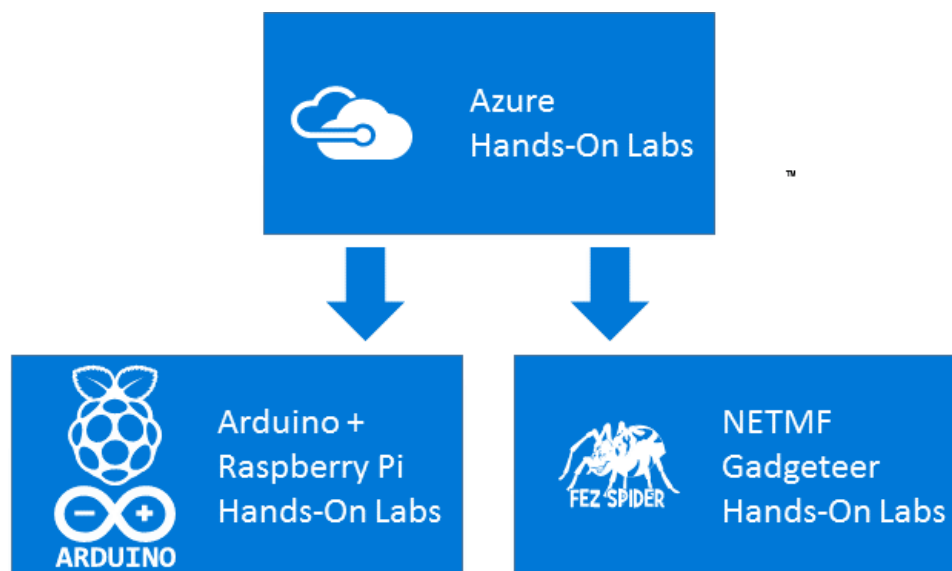 Azure
Hands-On Labs
™
Arduino +
Raspberry Pi
Hands-On Labs
ARDUINO
NETMF
Gadgeteer
Hands-On Labs
FEZ SPIDER